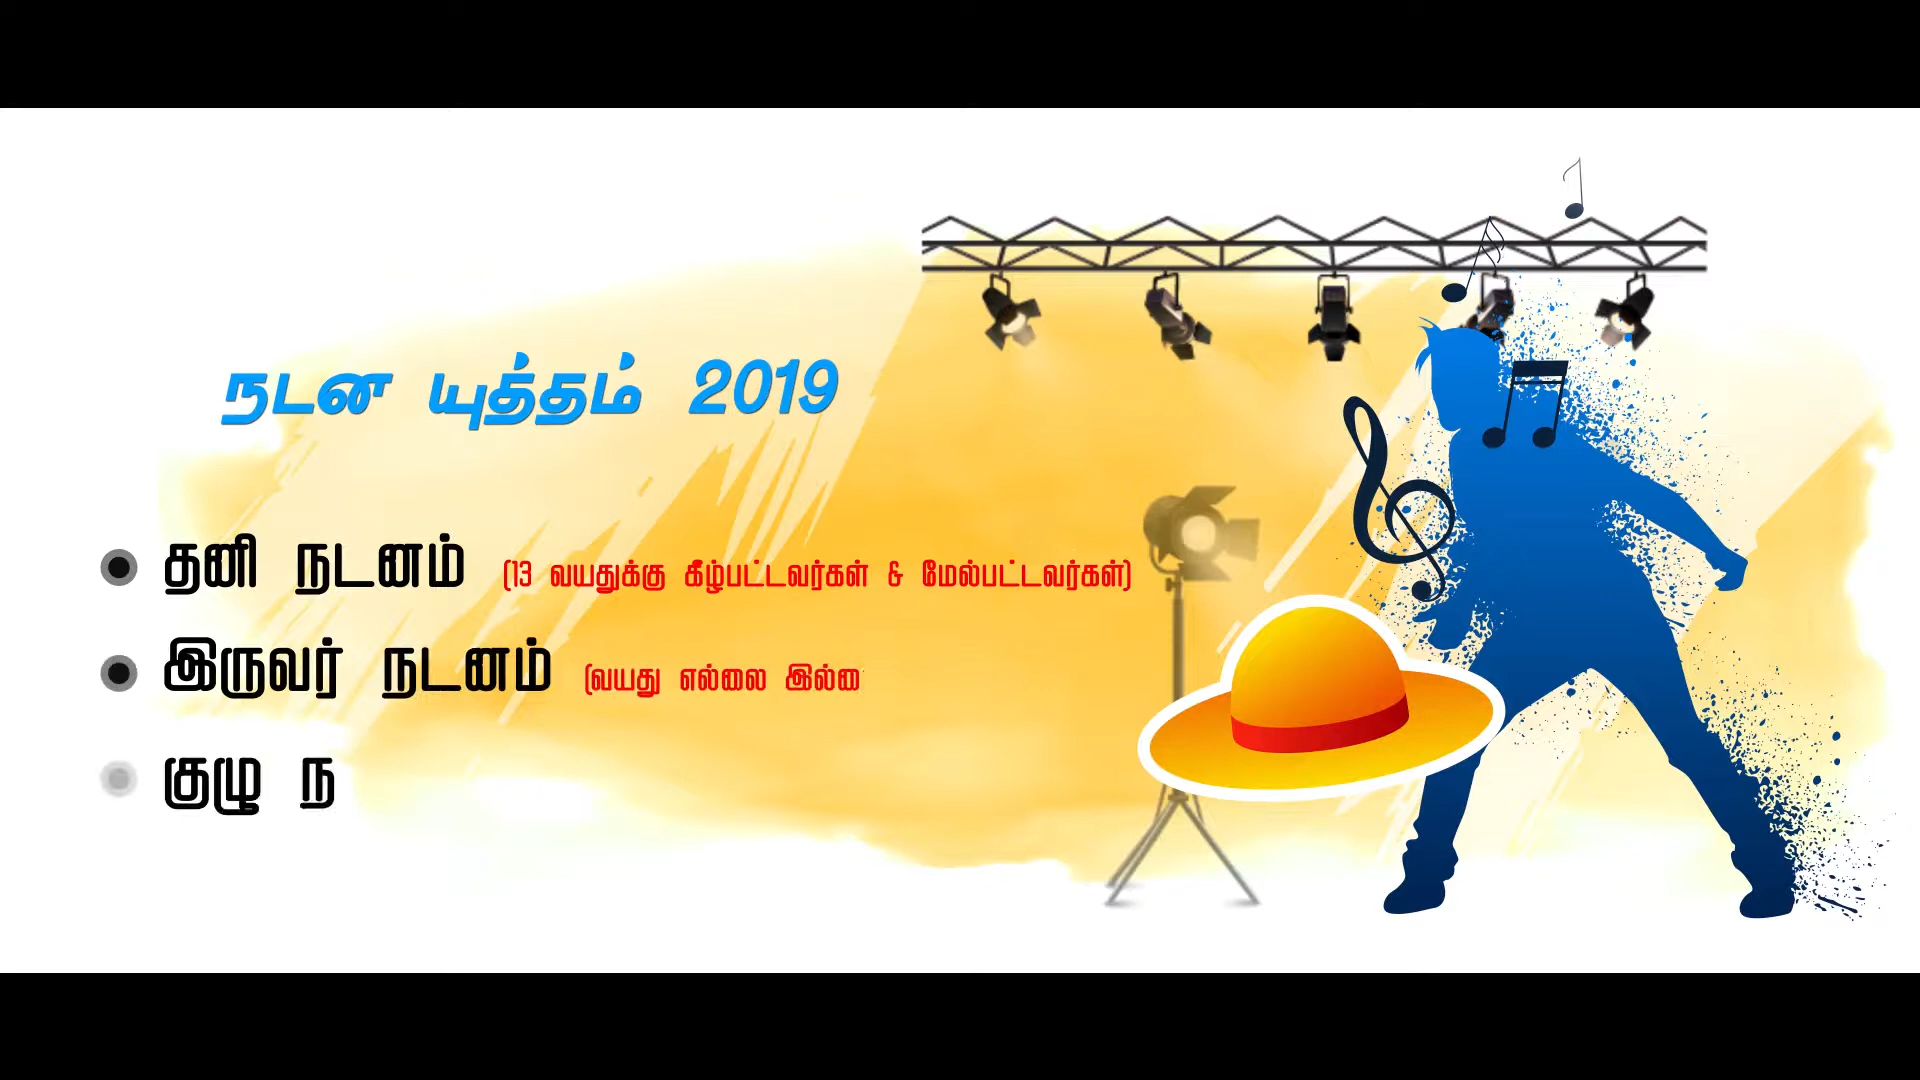 நடன யுத்தம் 2019
தனி நடனம் (13 வயதுக்கு கீழ்பட்டவர்கள் & மேல்பட்டவர்கள்)
இருவர் நடனம் (வயது எல்லை இல்லை
குழு ந